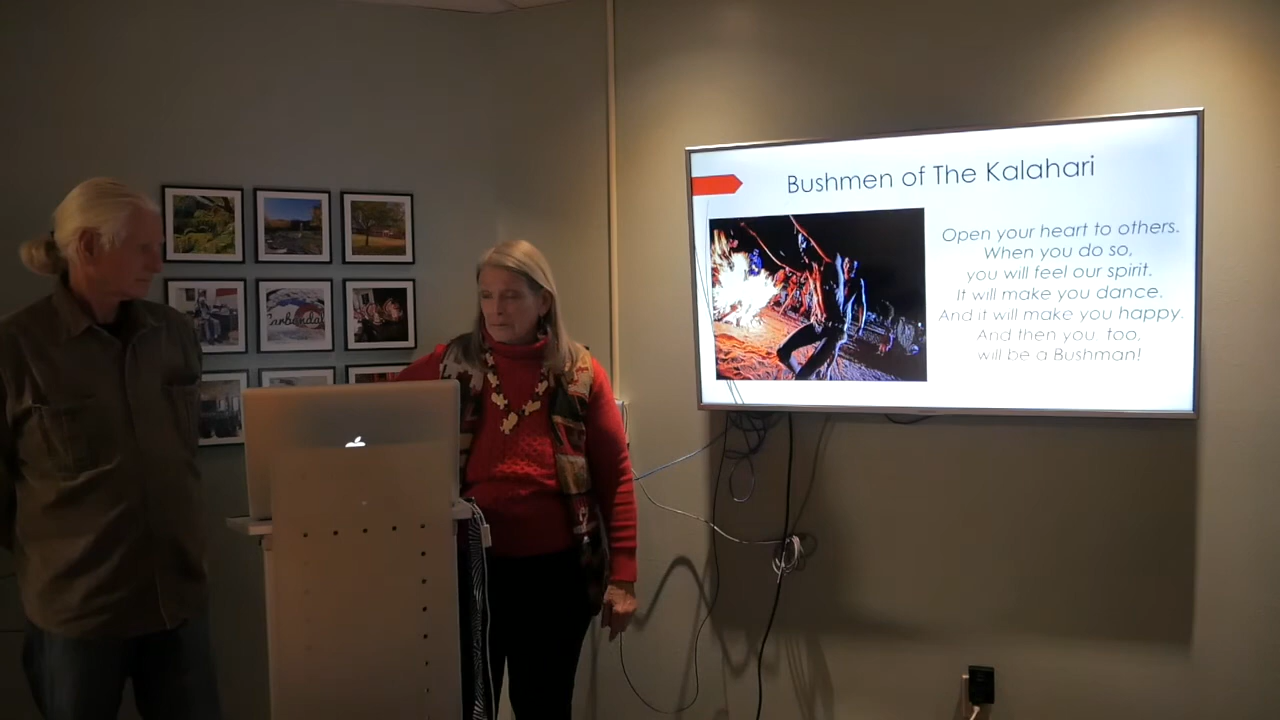 Bushmen of The Kalahari
Open your heart to others.
When you do so,
you will feel our spirit.
It will make you dance.
And it will make you happy.
And then you too,
will be a Bushman!
Carbondale